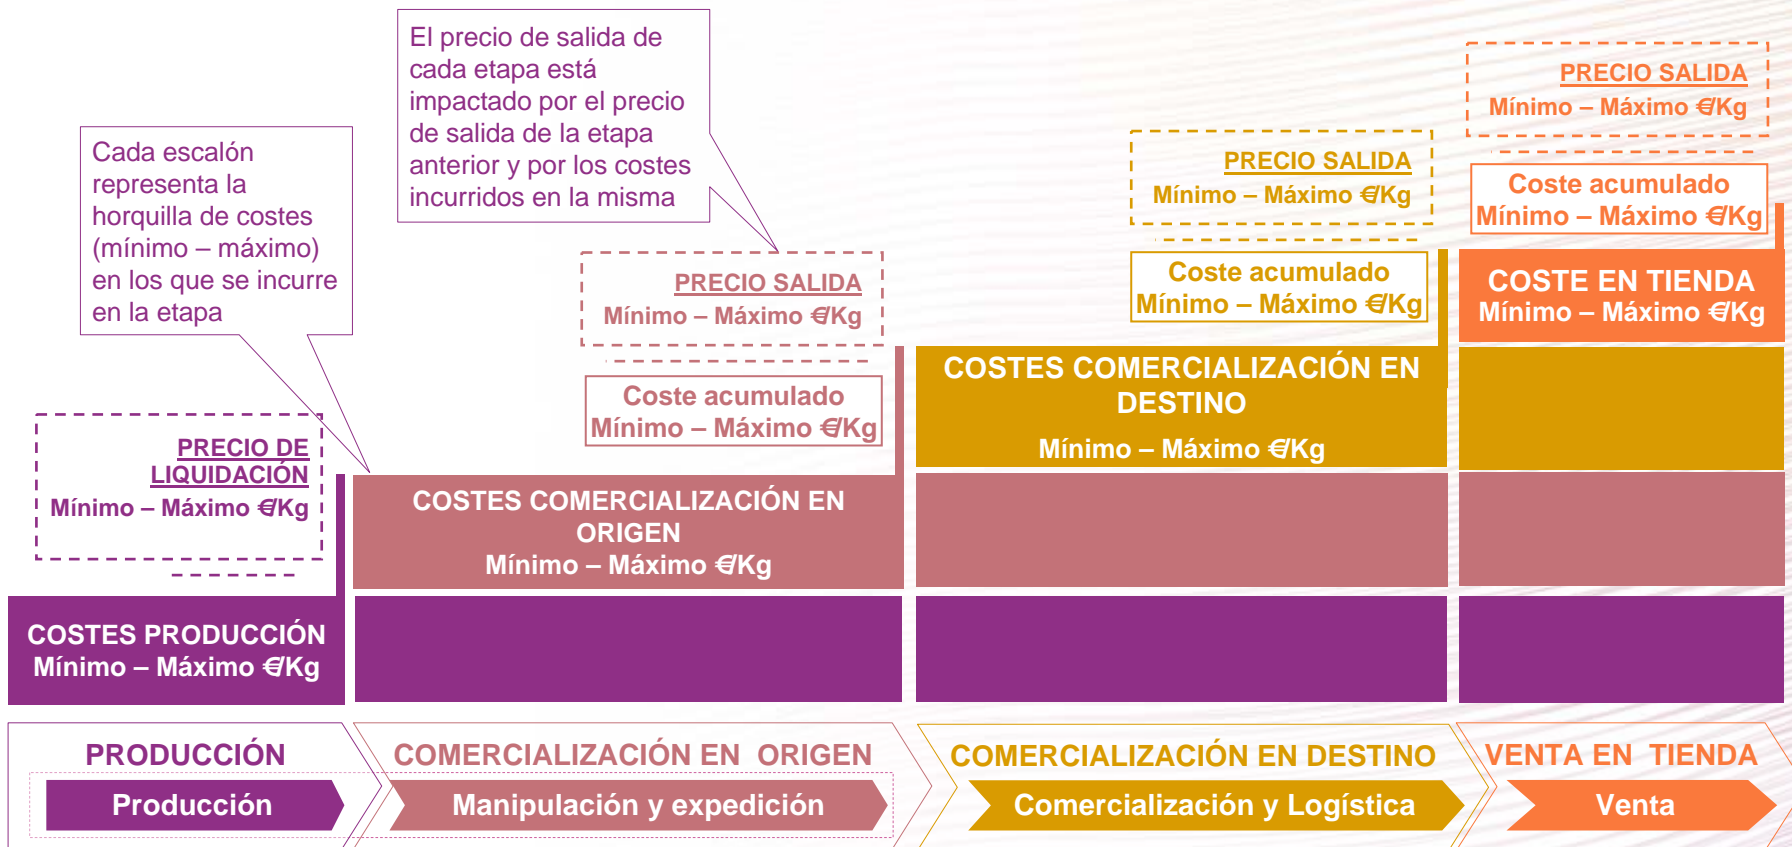 El precio de salida de
cada etapa está
impactado por el precio
de salida de la etapa
anterior y por los costes
incurridos en la misma
Cada escalón
representa la
horquilla de costes
(mínimo – máximo)
en los que se incurre
en la etapa
PRECIO SALIDA
Mínimo – Máximo €/Kg
Coste acumulado
Mínimo – Máximo €/Kg
COSTE EN TIENDA
Mínimo – Máximo €/Kg
PRECIO SALIDA
Mínimo – Máximo €/Kg
Coste acumulado
Mínimo – Máximo €/Kg
COSTES COMERCIALIZACIÓN EN
DESTINO
Mínimo – Máximo €/Kg
PRECIO SALIDA
Mínimo – Máximo €/Kg
Coste acumulado
Mínimo – Máximo €/Kg
COSTES COMERCIALIZACIÓN EN
ORIGEN
Mínimo – Máximo €/Kg
PRECIO DE
LIQUIDACIÓN
Mínimo – Máximo €/Kg
COSTES PRODUCCIÓN
Mínimo – Máximo €/Kg
PRODUCCIÓN
Producción
COMERCIALIZACIÓN EN ORIGEN
Manipulación y expedición
COMERCIALIZACIÓN EN DESTINO
Comercialización y Logística
VENTA EN TIENDA
Venta